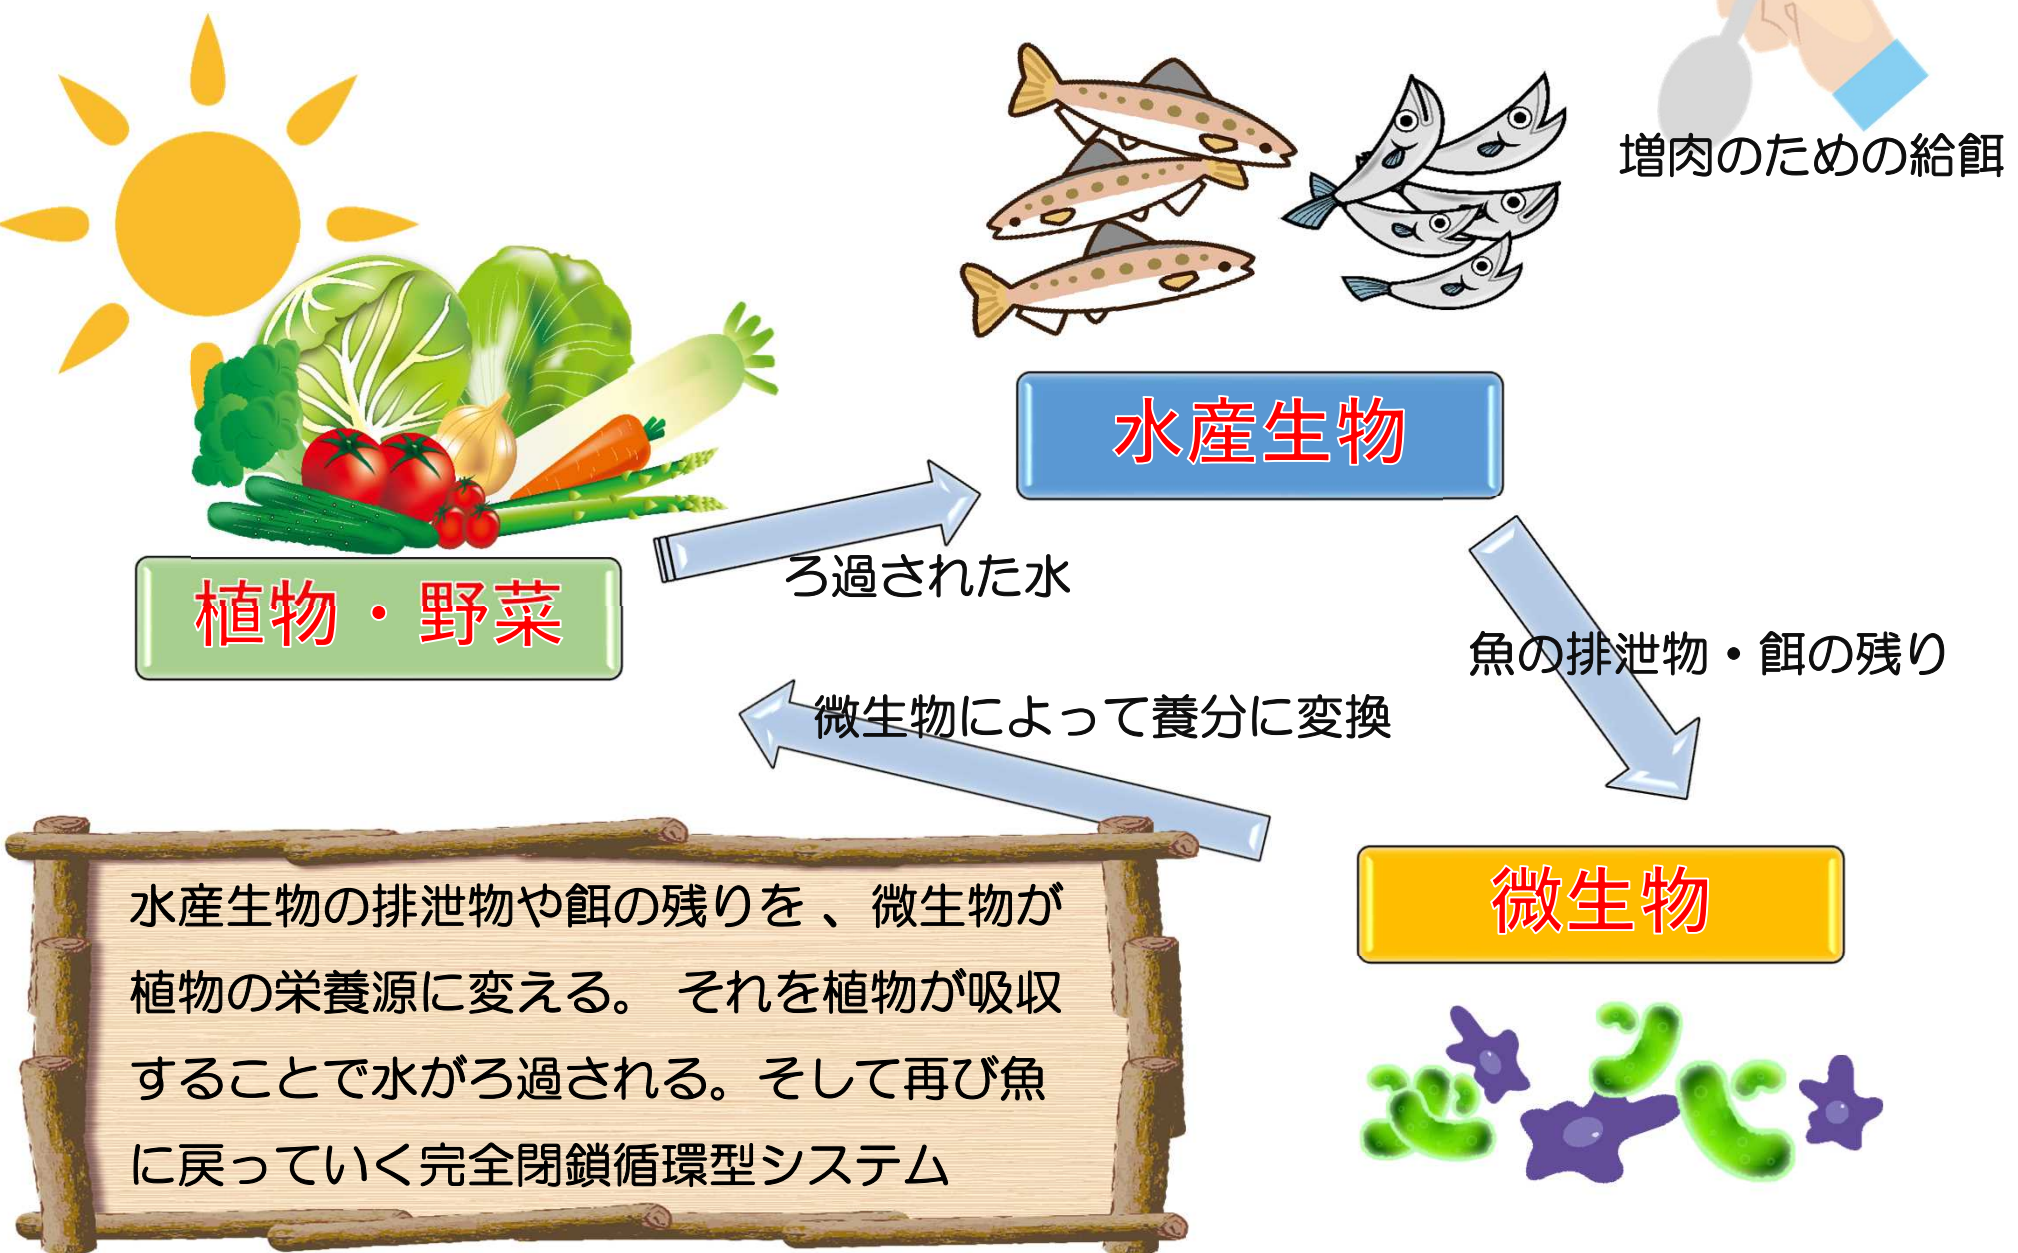 増肉のための給餌
水産生物
ろ過された水
植物・野菜
魚の排泄物・餌の残り
微生物によって養分に変換
微生物
水産生物の排泄物や餌の残りを 、微生物が
植物の栄養源に変える。 それを植物が吸収
することで水がろ過される。そして再び魚
に戻っていく完全閉鎖循環型システム